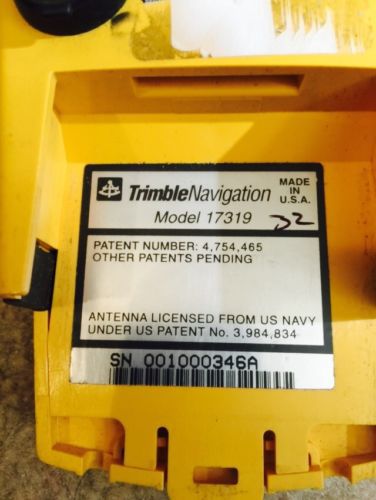 TrimbleNavigation MADE IN U.S.A.
Model 17319 D2
PATENT NUMBER: 4,754,465
OTHER PATENTS PENDING
ANTENNA LICENSED FROM US NAVY
UNDER US PATENT No. 3,984,834
SN 001000346A